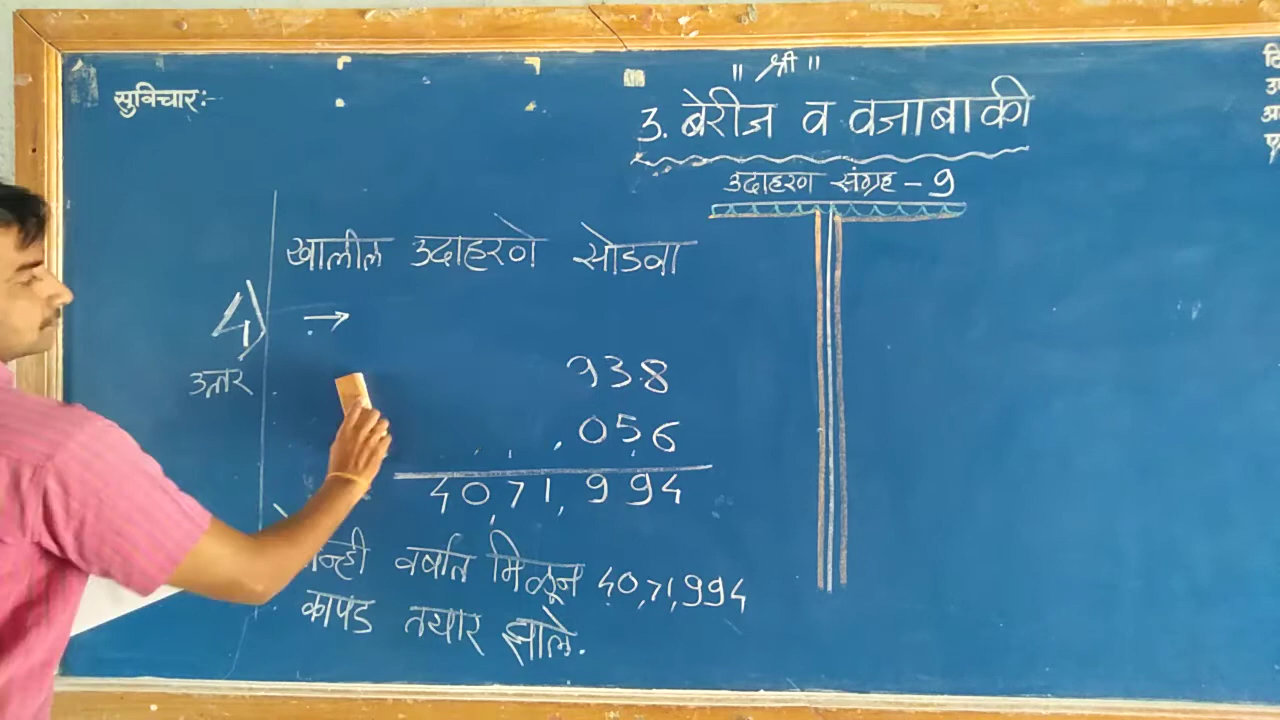 सुविचार:-
॥ श्री ॥
3. बेरीज व वजाबाकी
उदाहरण संग्रह - 9
खालील उदाहरणे सोडवा
4) →
उत्तर
938
,056
40,71,994
वर्षात मिळून 40,71,994
कापड तयार झाले.